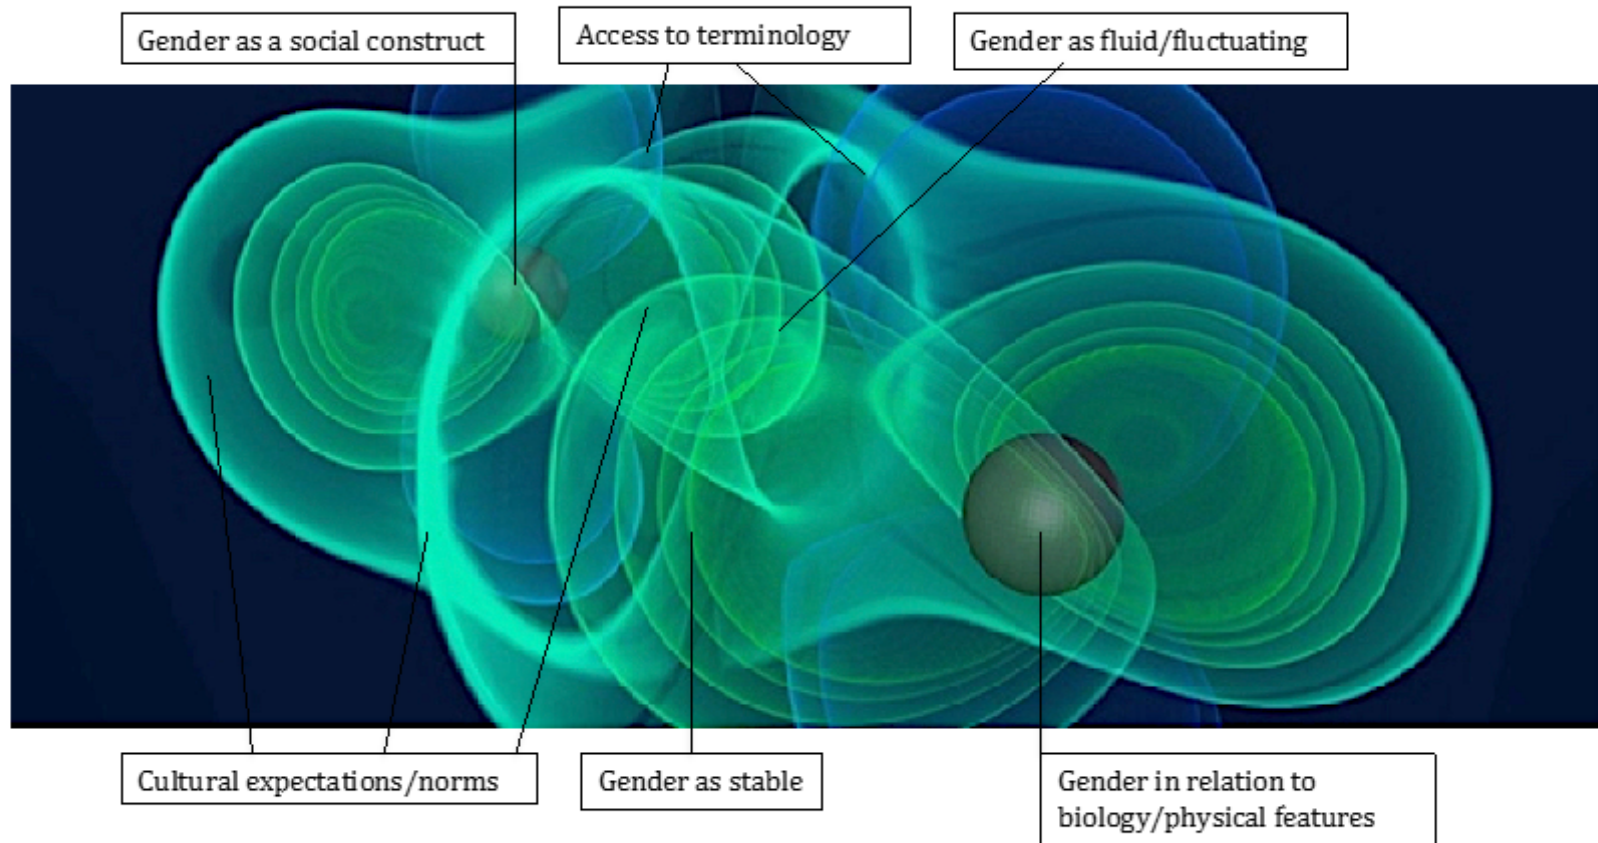 Gender as a social construct
Access to terminology
Gender as fluid/fluctuating
Cultural expectations/norms
Gender as stable
Gender in relation to
biology/physical features